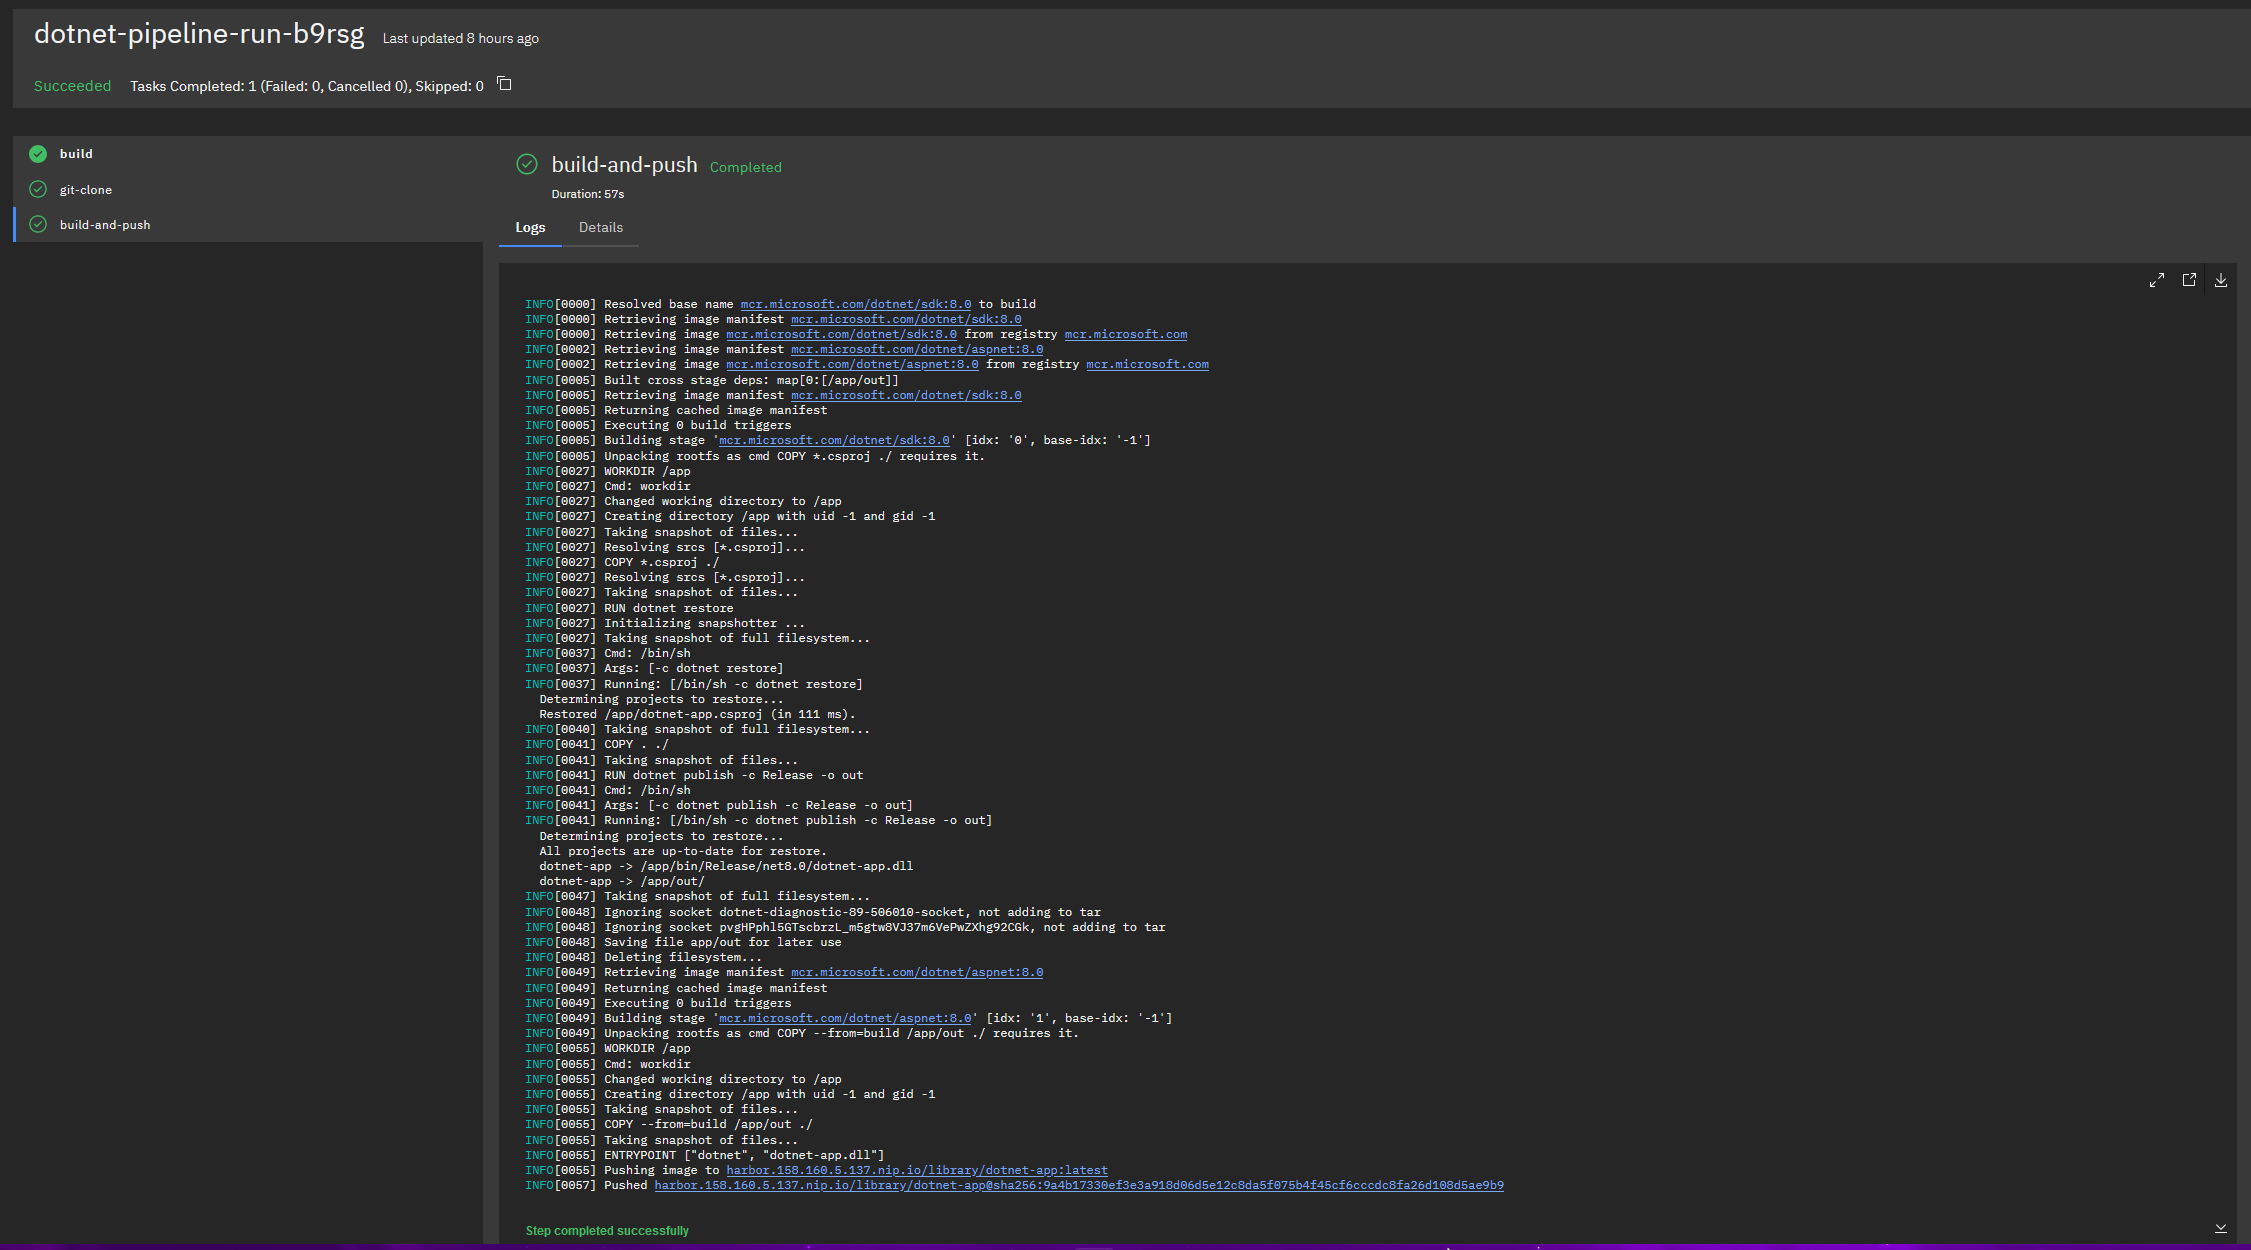 dotnet-pipeline-run-b9rsg Last updated 8 hours ago
Succeeded Tasks Completed: 1 (Failed: 0, Cancelled 0), Skipped: 0
build
git-clone
build-and-push
build-and-push Completed
Duration: 57s
Logs Details
INFO[0000] Resolved base name mcr.microsoft.com/dotnet/sdk:8.0 to build
INFO[0000] Retrieving image manifest mcr.microsoft.com/dotnet/sdk:8.0
INFO[0000] Retrieving image mcr.microsoft.com/dotnet/sdk:8.0 from registry mcr.microsoft.com
INFO[0002] Retrieving image manifest mcr.microsoft.com/dotnet/aspnet:8.0
INFO[0002] Retrieving image mcr.microsoft.com/dotnet/aspnet:8.0 from registry mcr.microsoft.com
INFO[0005] Built cross stage deps: map[0:[/app/out]]
INFO[0005] Retrieving image manifest mcr.microsoft.com/dotnet/sdk:8.0
INFO[0005] Returning cached image manifest
INFO[0005] Executing 0 build triggers
INFO[0005] Building stage 'mcr.microsoft.com/dotnet/sdk:8.0' [idx: '0', base-idx: '-1']
INFO[0005] Unpacking rootfs as cmd COPY *.csproj ./ requires it.
INFO[0027] WORKDIR /app
INFO[0027] Cmd: workdir
INFO[0027] Changed working directory to /app
INFO[0027] Creating directory /app with uid -1 and gid -1
INFO[0027] Taking snapshot of files...
INFO[0027] Resolving srcs [*.csproj]...
INFO[0027] COPY *.csproj ./
INFO[0027] Resolving srcs [*.csproj]...
INFO[0027] Taking snapshot of files...
INFO[0027] RUN dotnet restore
INFO[0027] Initializing snapshotter ...
INFO[0027] Taking snapshot of full filesystem...
INFO[0037] Cmd: /bin/sh
INFO[0037] Args: [-c dotnet restore]
INFO[0037] Running: [/bin/sh -c dotnet restore]
Determining projects to restore...
Restored /app/dotnet-app.csproj (in 111 ms).
INFO[0040] Taking snapshot of full filesystem...
INFO[0041] COPY . ./
INFO[0041] Taking snapshot of files...
INFO[0041] RUN dotnet publish -c Release -o out
INFO[0041] Cmd: /bin/sh
INFO[0041] Args: [-c dotnet publish -c Release -o out]
INFO[0041] Running: [/bin/sh -c dotnet publish -c Release -o out]
Determining projects to restore...
All projects are up-to-date for restore.
dotnet-app -> /app/bin/Release/net8.0/dotnet-app.dll
dotnet-app -> /app/out/
INFO[0047] Taking snapshot of full filesystem...
INFO[0048] Ignoring socket dotnet-diagnostic-89-506010-socket, not adding to tar
INFO[0048] Ignoring socket pvgHPphl5GTscbrzL_m5gtw8VJ37m6VePwZXhg92CGk, not adding to tar
INFO[0048] Saving file app/out for later use
INFO[0048] Deleting filesystem...
INFO[0049] Retrieving image manifest mcr.microsoft.com/dotnet/aspnet:8.0
INFO[0049] Returning cached image manifest
INFO[0049] Executing 0 build triggers
INFO[0049] Building stage 'mcr.microsoft.com/dotnet/aspnet:8.0' [idx: '1', base-idx: '-1']
INFO[0049] Unpacking rootfs as cmd COPY --from=build /app/out ./ requires it.
INFO[0055] WORKDIR /app
INFO[0055] Cmd: workdir
INFO[0055] Changed working directory to /app
INFO[0055] Creating directory /app with uid -1 and gid -1
INFO[0055] Taking snapshot of files...
INFO[0055] COPY --from=build /app/out ./
INFO[0055] Taking snapshot of files...
INFO[0055] ENTRYPOINT ["dotnet", "dotnet-app.dll"]
INFO[0055] Pushing image to harbor.158.160.5.137.nip.io/library/dotnet-app:latest
INFO[0057] Pushed harbor.158.160.5.137.nip.io/library/dotnet-app@sha256:9a4b17330ef3e3a918d06d5e12c8da5f075b4f45cf6cccdc8fa26d108d5ae9b9
Step completed successfully